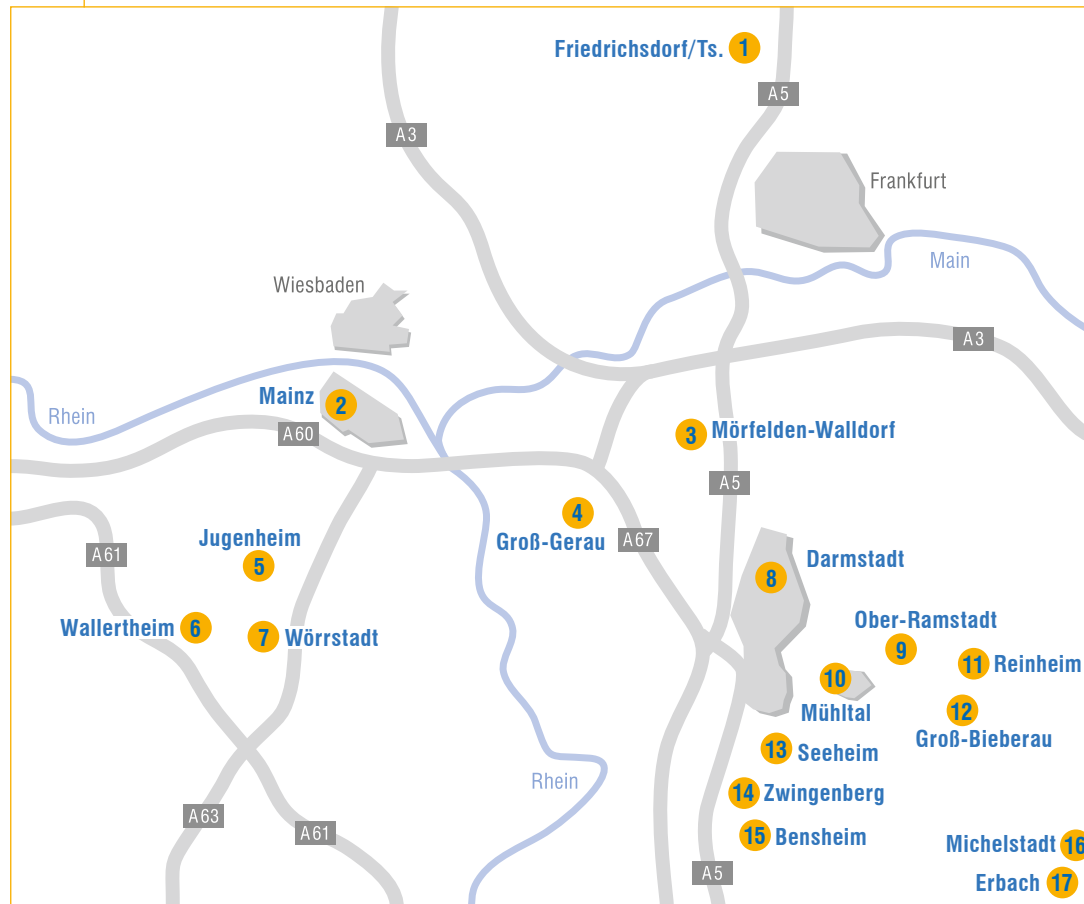 Friedrichsdorf/Ts. 1
A5
A3
Frankfurt
Main
Wiesbaden
A3
Mainz 2
Rhein
A60
3 Mörfelden-Walldorf
A5
4
Groß-Gerau
A67
Jugenheim
5
A61
Darmstadt
8
Wallertheim 6
7 Wörrstadt
Ober-Ramstadt
9
11 Reinheim
10
Mühltal
12
Groß-Bieberau
13 Seeheim
Rhein
14 Zwingenberg
A63
A61
15 Bensheim
Michelstadt 16
A5
Erbach 17